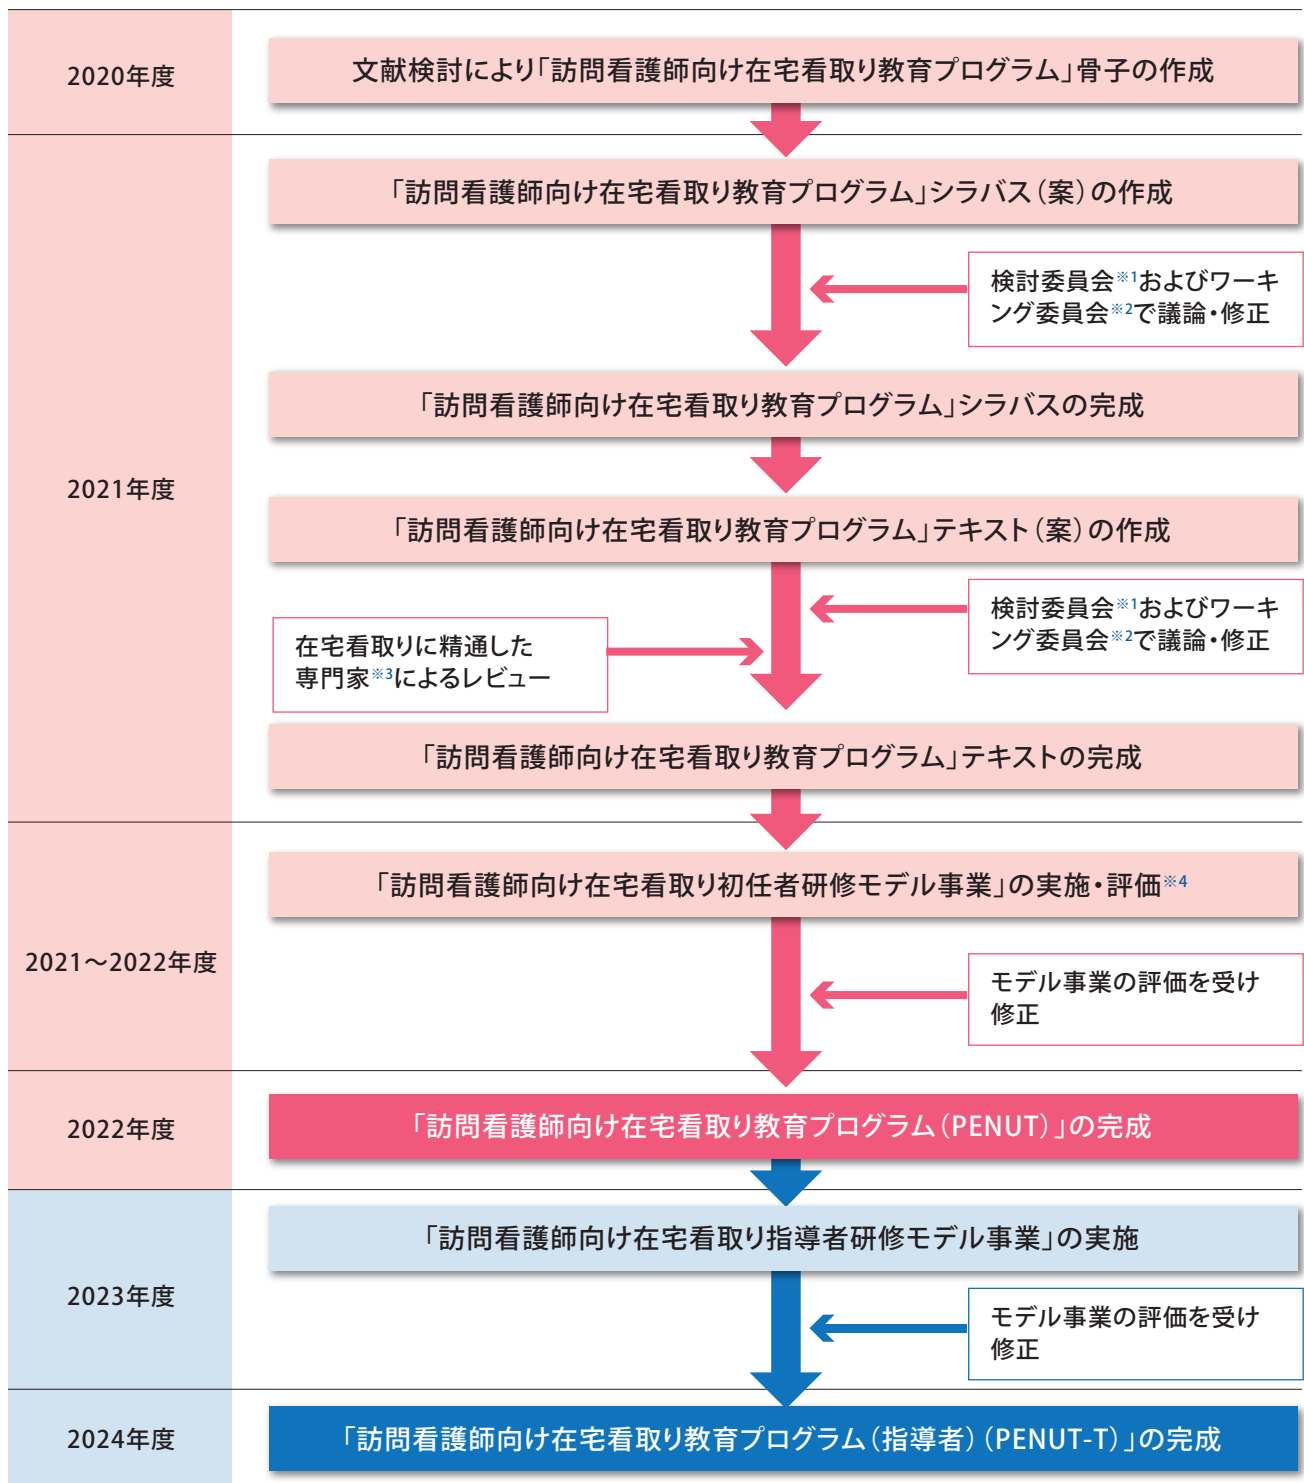 2020年度
文献検討により「訪問看護師向け在宅看取り教育プログラム」骨子の作成
2021年度
「訪問看護師向け在宅看取り教育プログラム」シラバス（案）の作成
検討委員会※1およびワーキ
ング委員会※2で議論・修正
「訪問看護師向け在宅看取り教育プログラム」シラバスの完成
「訪問看護師向け在宅看取り教育プログラム」テキスト（案）の作成
検討委員会※1およびワーキ
ング委員会※2で議論・修正
在宅看取りに精通した
専門家※3によるレビュー
「訪問看護師向け在宅看取り教育プログラム」テキストの完成
2021～2022年度
「訪問看護師向け在宅看取り初任者研修モデル事業」の実施・評価※4
モデル事業の評価を受け
修正
2022年度
「訪問看護師向け在宅看取り教育プログラム（PENUT）」の完成
2023年度
「訪問看護師向け在宅看取り指導者研修モデル事業」の実施
モデル事業の評価を受け
修正
2024年度
「訪問看護師向け在宅看取り教育プログラム（指導者）（PENUT-T）」の完成